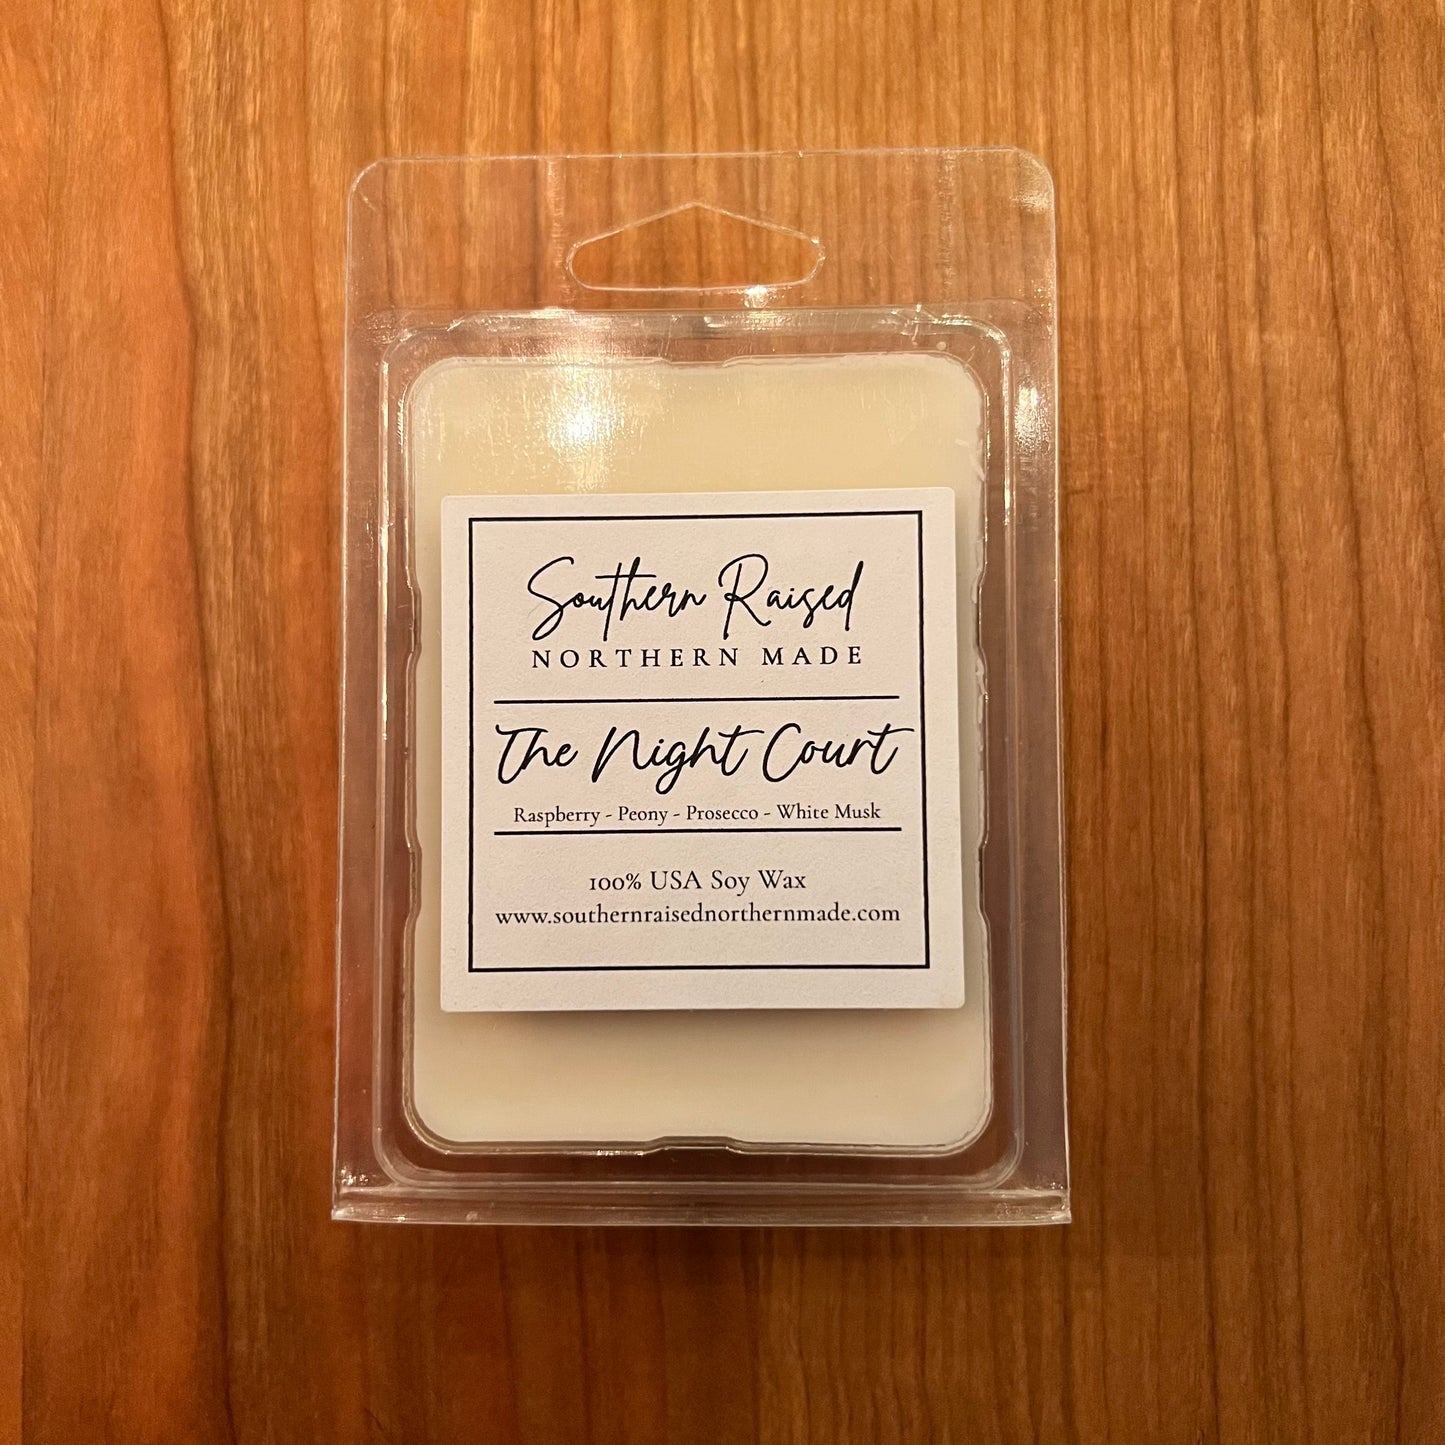 Southern Raised
NORTHERN MADE
The Night Court
Raspberry - Peony - Prosecco - White Musk
100% USA Soy Wax
www.southernraisednorthernmade.com